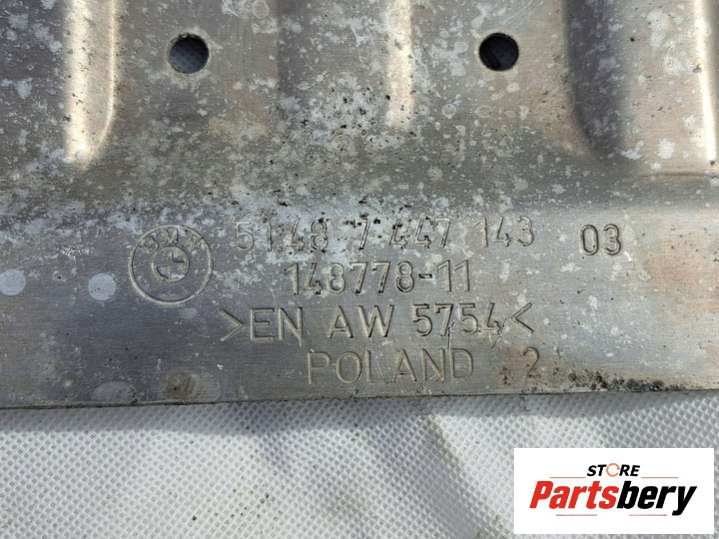 BMW
51.48 7 447 143 03
148778-11
>EN AW 5754<
POLAND 2
STORE
Partsbery